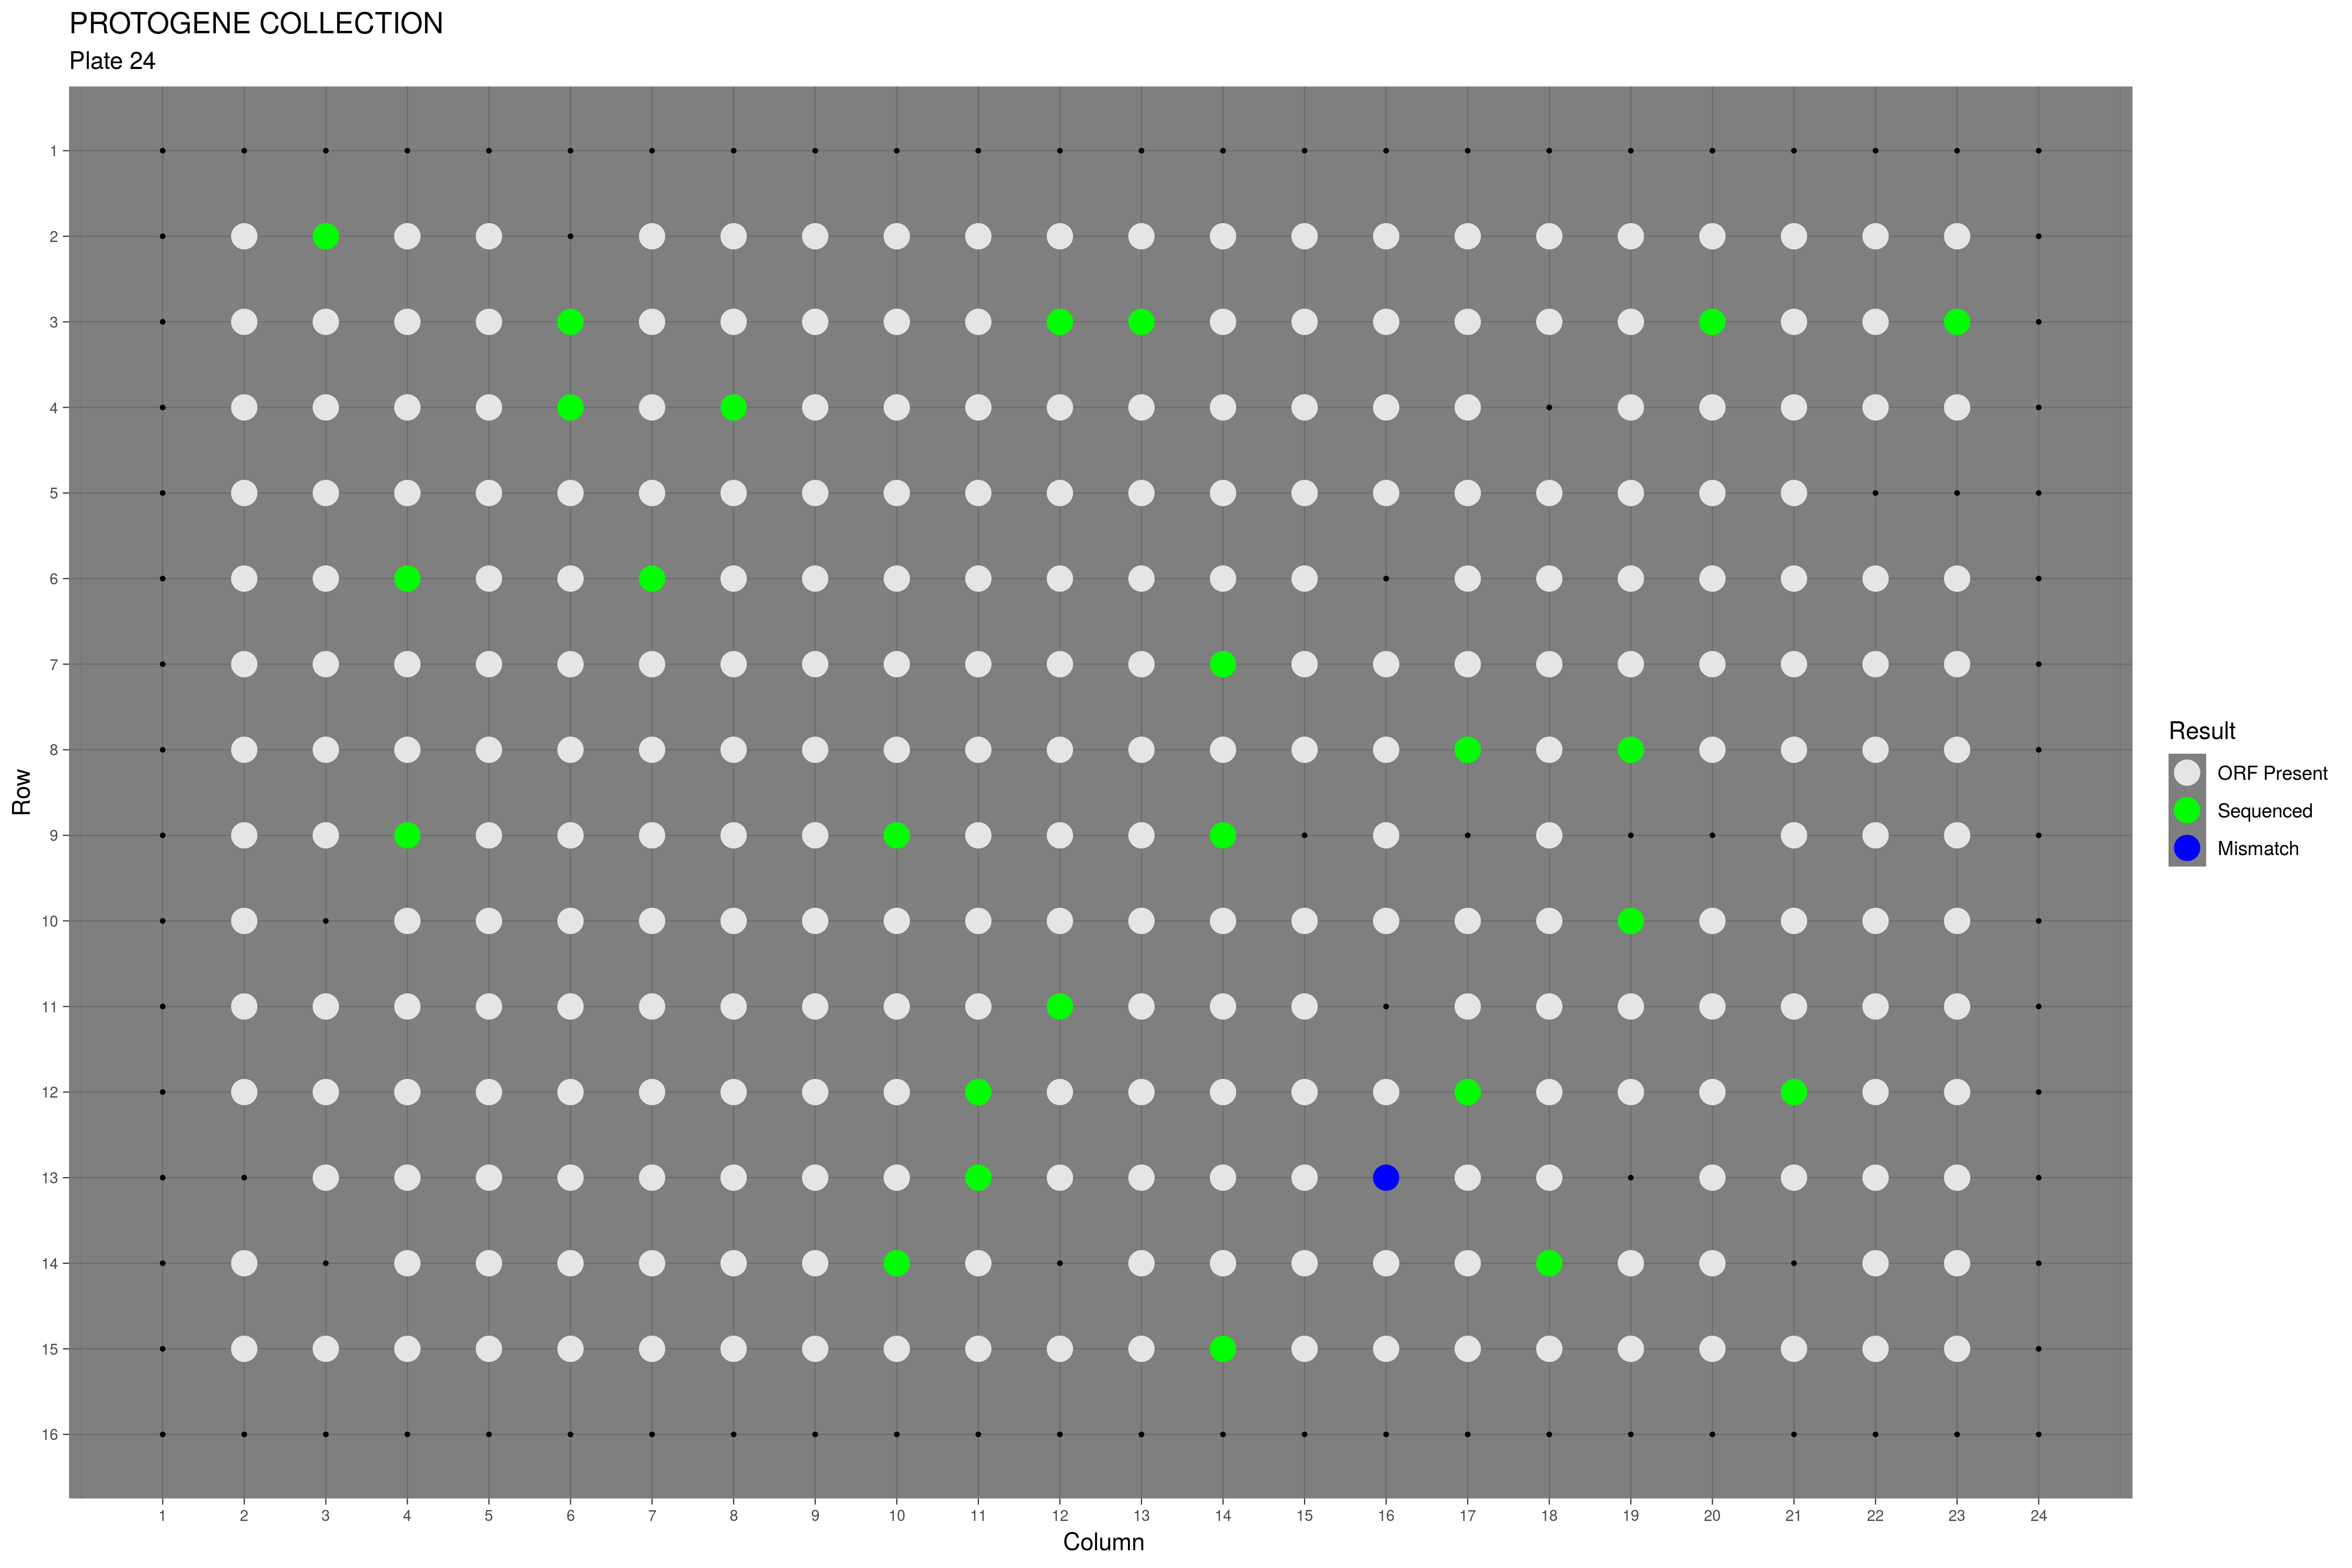 PROTOGENE COLLECTION
Plate 24
1
2
3
4
5
6
7
8
9
10
11
12
13
14
15
16
Row
1 2 3 4 5 6 7 8 9 10 11 12 13 14 15 16 17 18 19 20 21 22 23 24
Column
Result
ORF Present
Sequenced
Mismatch